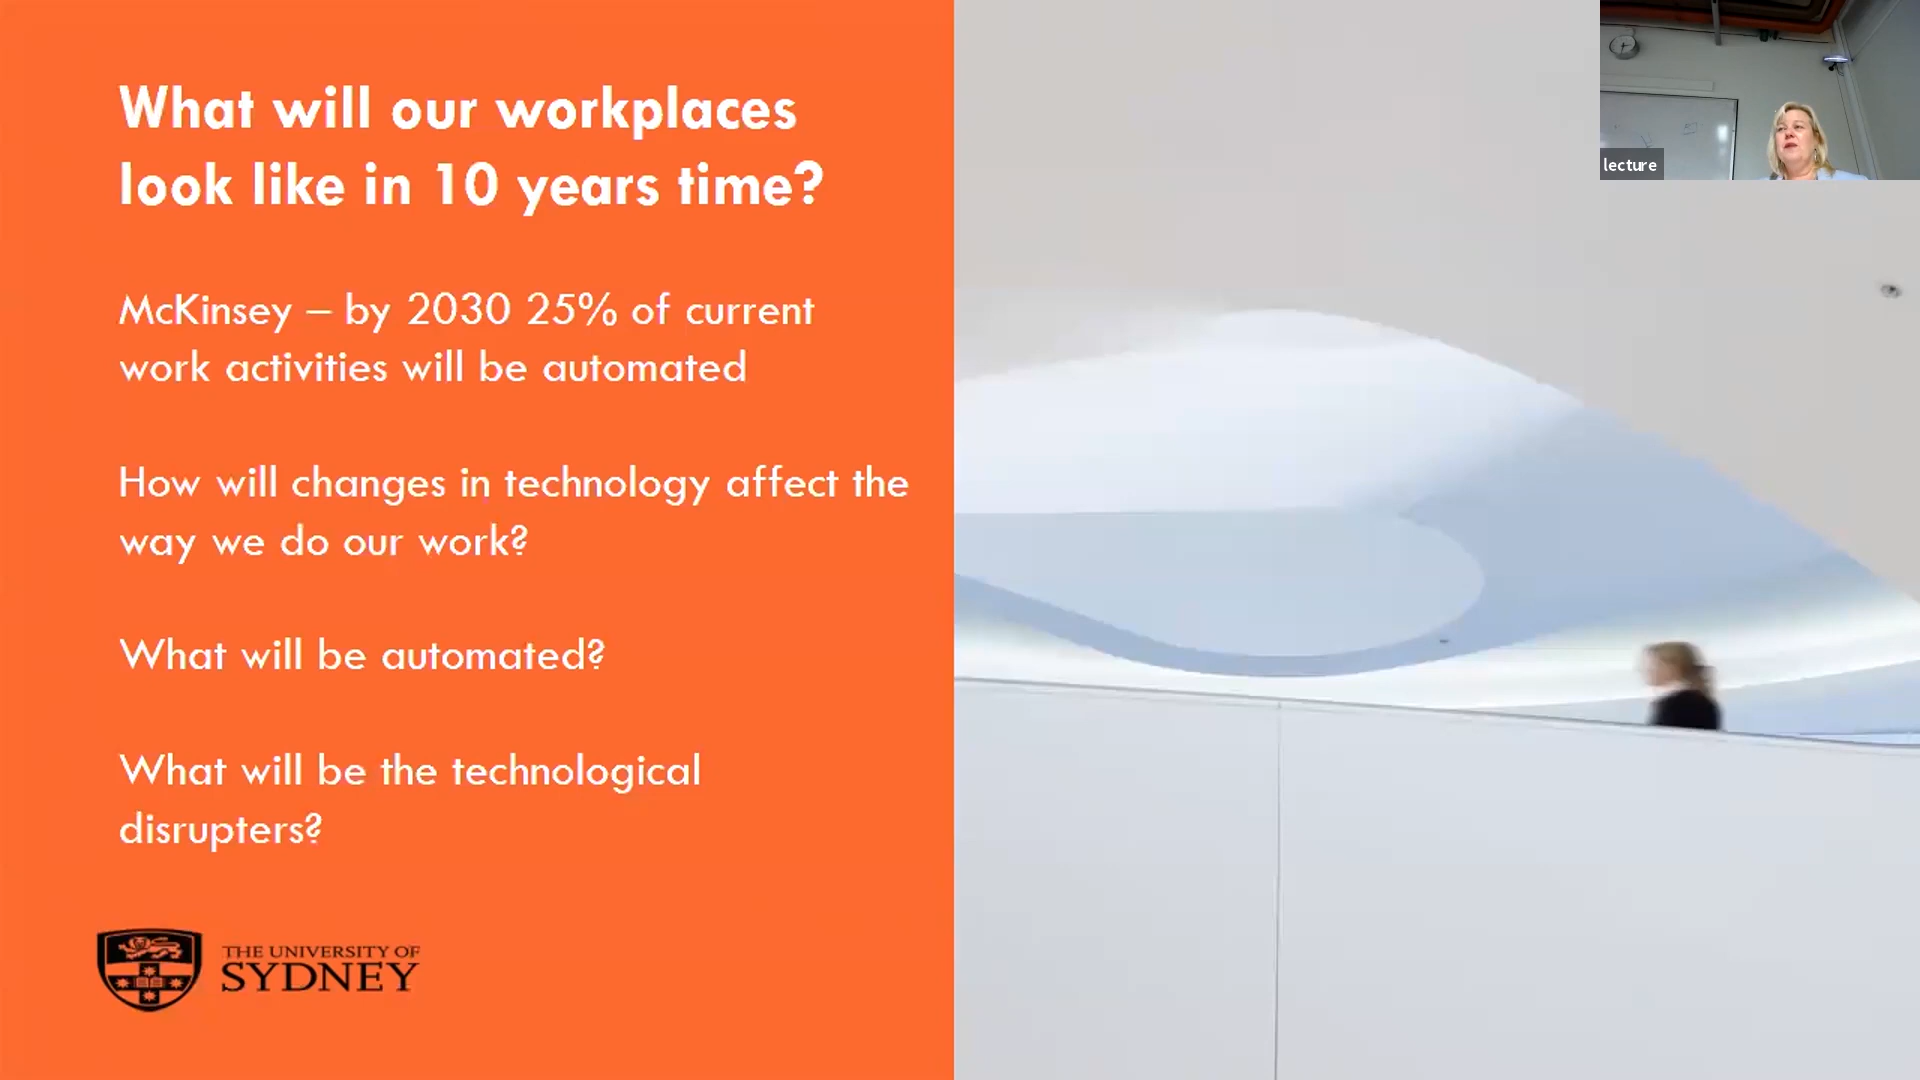 What will our workplaces
look like in 10 years time?
McKinsey – by 2030 25% of current
work activities will be automated
How will changes in technology affect the
way we do our work?
What will be automated?
What will be the technological
disrupters?
THE UNIVERSITY OF
SYDNEY
lecture